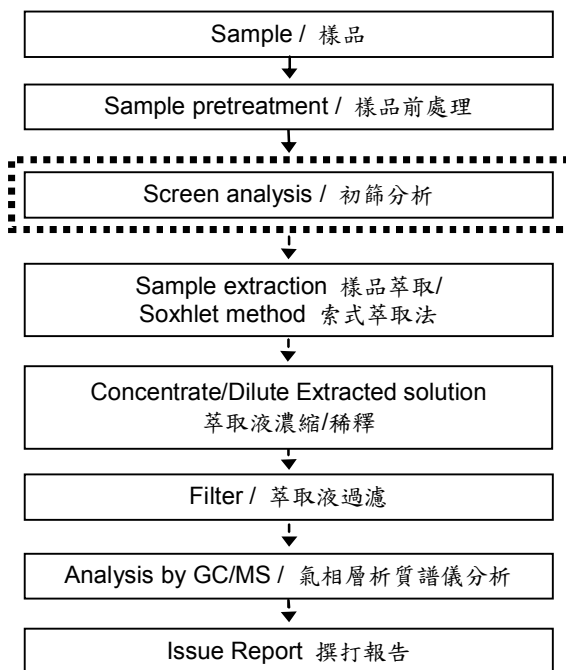 Sample / 樣品
Sample pretreatment / 樣品前處理
Screen analysis / 初篩分析
Sample extraction 樣品萃取/
Soxhlet method 索式萃取法
Concentrate/Dilute Extracted solution
萃取液濃縮/稀釋
Filter / 萃取液過濾
Analysis by GC/MS / 氣相層析質譜儀分析
Issue Report 撰打報告